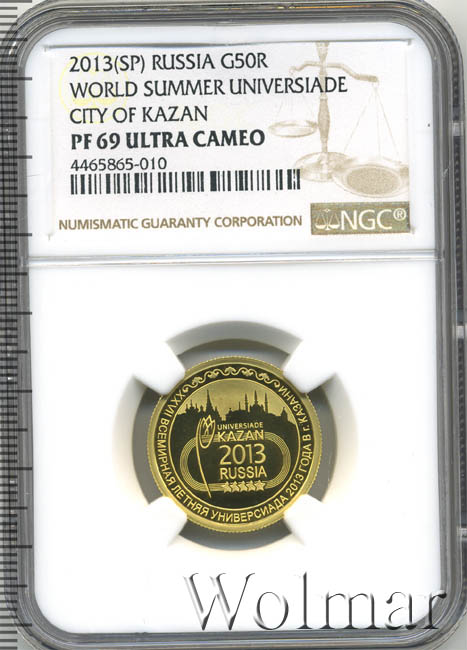 2013(SP) RUSSIA G50R
WORLD SUMMER UNIVERSIADE
CITY OF KAZAN
PF 69 ULTRA CAMEO
4465865-010
NUMISMATIC GUARANTY CORPORATION
NGC®
UNIVERSIADE
KAZAN
2013
RUSSIA
XXVII ВСЕМИРНАЯ ЛЕТНЯЯ УНИВЕРСИАДА 2013 ГОДА В г. КАЗАНИ
Wolmar